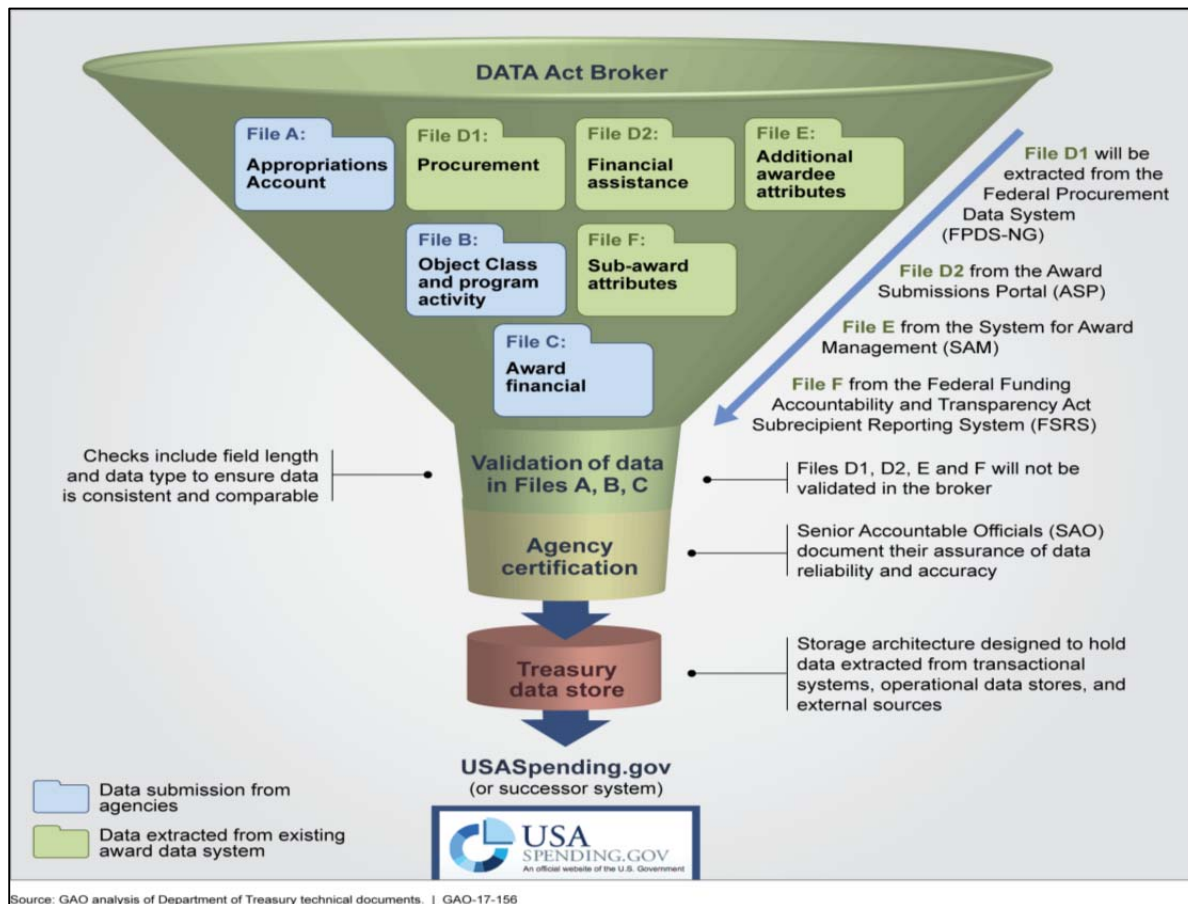 DATA Act Broker
File A:
Appropriations
Account
File D1:
Procurement
File D2:
Financial
assistance
File E:
Additional
awardee
attributes
File B:
Object Class
and program
activity
File F:
Sub-award
attributes
File C:
Award
financial
File D1 will be
extracted from the
Federal Procurement
Data System
(FPDS-NG)
File D2 from the Award
Submissions Portal (ASP)
File E from the System for Award
Management (SAM)
File F from the Federal Funding
Accountability and Transparency Act
Subrecipient Reporting System (FSRS)
Checks include field length
and data type to ensure data
is consistent and comparable
Validation of data
in Files A, B, C
Files D1, D2, E and F will not be
validated in the broker
Agency
certification
Senior Accountable Officials (SAO)
document their assurance of data
reliability and accuracy
Treasury
data store
Storage architecture designed to hold
data extracted from transactional
systems, operational data stores, and
external sources
USASpending.gov
(or successor system)
Data submission from
agencies
Data extracted from existing
award data system
USA
SPENDING.GOV
An official website of the U.S. Government
Source: GAO analysis of Department of Treasury technical documents. | GAO-17-156